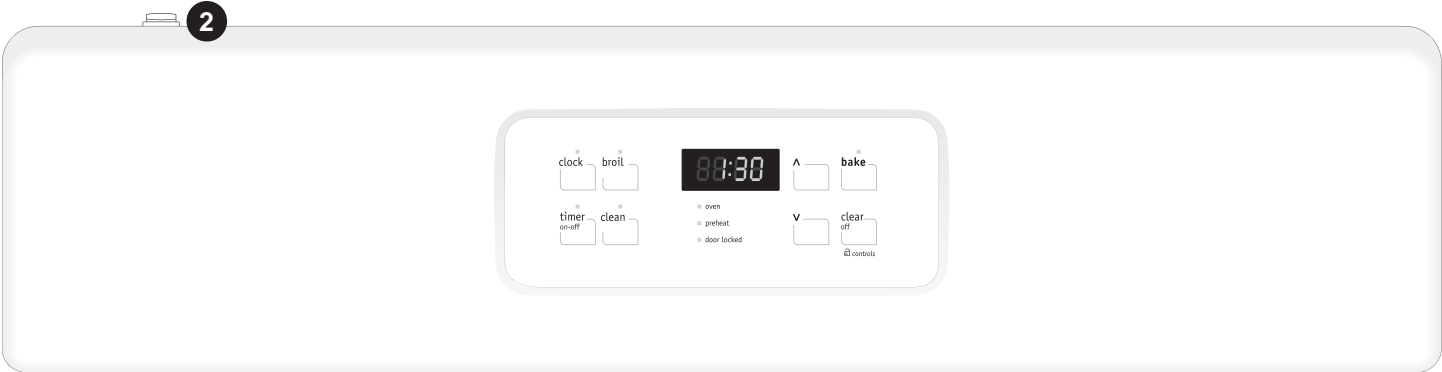 2
clock broil
1:30
^
bake
oven
timer
on-off
clean
preheat
v
clear
off
door locked
controls